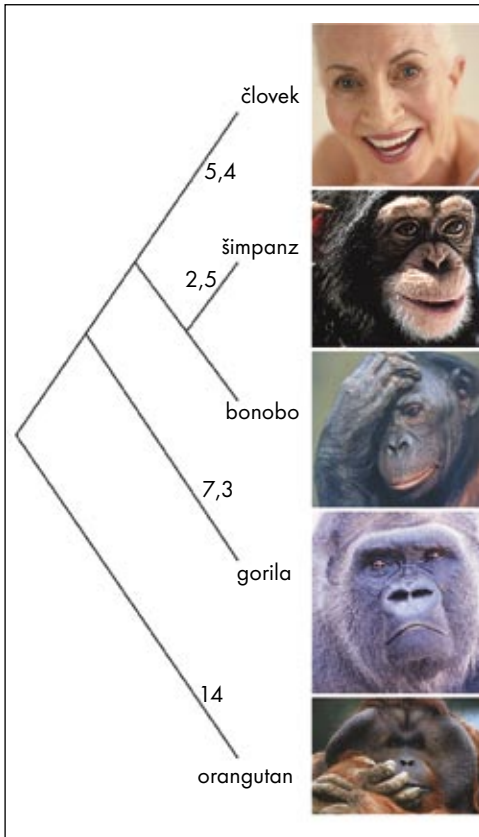 človek
5,4
šimpanz
2,5
bonobo
7,3
gorila
14
orangutan